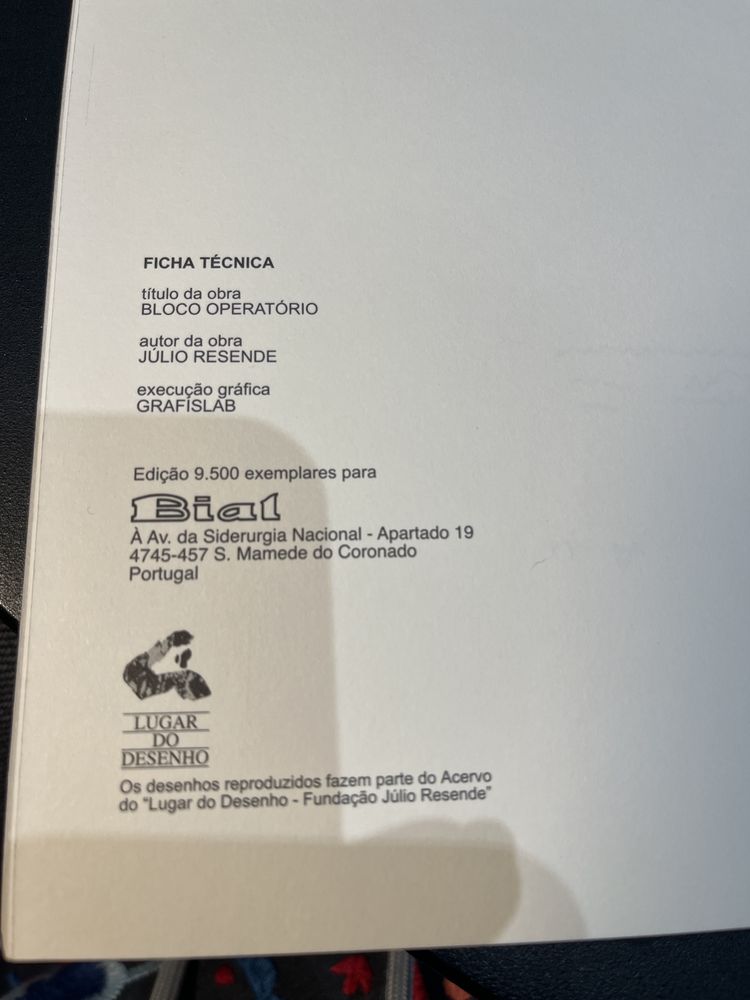 FICHA TÉCNICA
título da obra
BLOCO OPERATÓRIO
autor da obra
JÚLIO RESENDE
execução gráfica
GRAFISLAB
Edição 9.500 exemplares para
Bial
À Av. da Siderurgia Nacional - Apartado 19
4745-457 S. Mamede do Coronado
Portugal
LUGAR
DO
DESENHO
Os desenhos reproduzidos fazem parte do Acervo
do “Lugar do Desenho - Fundação Júlio Resende”